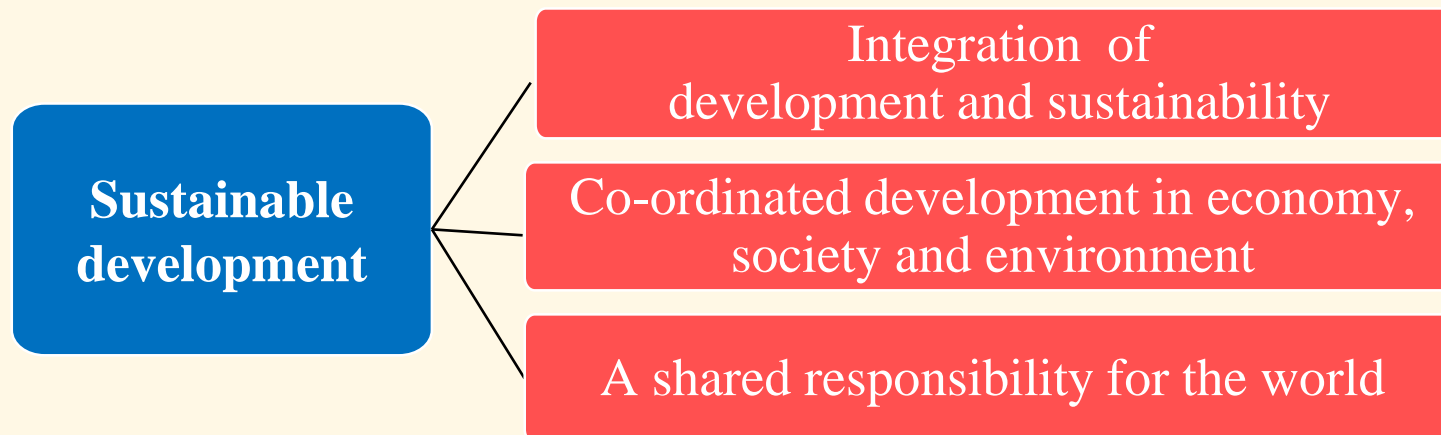 Integration of
development and sustainability
Sustainable
development
Co-ordinated development in economy,
society and environment
A shared responsibility for the world